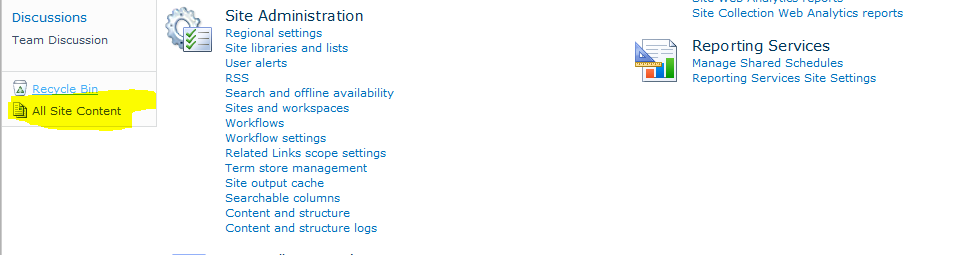 Discussions
Team Discussion
Recycle Bin
All Site Content
Site Administration
Regional settings
Site libraries and lists
User alerts
RSS
Search and offline availability
Sites and workspaces
Workflows
Workflow settings
Related Links scope settings
Term store management
Site output cache
Searchable columns
Content and structure
Content and structure logs
Site Collection Web Analytics reports
Reporting Services
Manage Shared Schedules
Reporting Services Site Settings